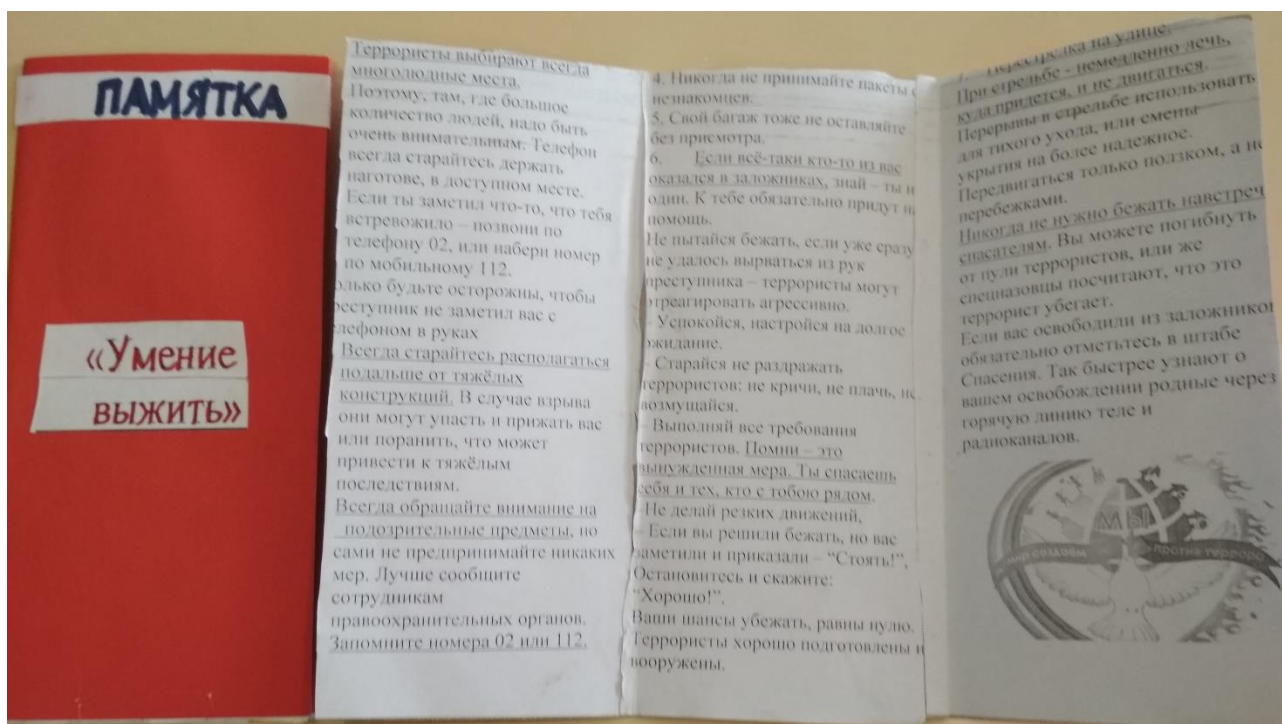 ПАМЯТКА
«Умение
выжить»
Террористы выбирают всегда
многолюдные места.
Поэтому, там, где большое
количество людей, надо быть
очень внимательным. Телефон
всегда старайтесь держать
наготове, в доступном месте.
Если ты заметил что-то, что тебя
встревожило – позвони по
телефону 02, или набери номер
по мобильному 112.
олько будьте осторожны, чтобы
реступник не заметил вас с
лефоном в руках
Всегда старайтесь располагаться
подальше от тяжёлых
конструкций. В случае взрыва
они могут упасть и прижать вас
или поранить, что может
привести к тяжёлым
последствиям.
Всегда обращайте внимание на
подозрительные предметы, но
сами не предпринимайте никаких
мер. Лучше сообщите
сотрудникам
правоохранительных органов.
Запомните номера 02 или 112.
4. Никогда не принимайте пакеты
незнакомцев.
5. Свой багаж тоже не оставляйте
без присмотра.
6. Если всё-таки кто-то из вас
оказался в заложниках, знай – ты н
один. К тебе обязательно придут на
помощь.
Не пытайся бежать, если уже сразу
не удалось вырваться из рук
преступника – террористы могут
отреагировать агрессивно.
- Успокойся, настройся на долгое
ожидание.
- Старайся не раздражать
террористов: не кричи, не плачь, не
возмущайся.
- Выполняй все требования
террористов. Помни – это
вынужденная мера. Ты спасаешь
себя и тех, кто с тобою рядом.
-Не делай резких движений,
- Если вы решили бежать, но вас
заметили и приказали – “Стоять!”,
Остановитесь и скажите:
“Хорошо!”.
Ваши шансы убежать, равны нулю.
Террористы хорошо подготовлены и
вооружены.
Перестрелка на улице.
При стрельбе - немедленно лечь,
куда придется, и не двигаться.
Перерывы в стрельбе использовать
для тихого ухода, или смены
укрытия на более надежное.
Передвигаться только ползком, а не
перебежками.
Никогда не нужно бежать навстреч
спасателям. Вы можете погибнуть
от пули террористов, или же
спецназовцы посчитают, что это
террорист убегает.
Если вас освободили из заложников
обязательно отметьтесь в штабе
Спасения. Так быстрее узнают о
вашем освобождении родные через
горячую линию теле и
радиоканалов.
МЫ
мир создаём
против террора